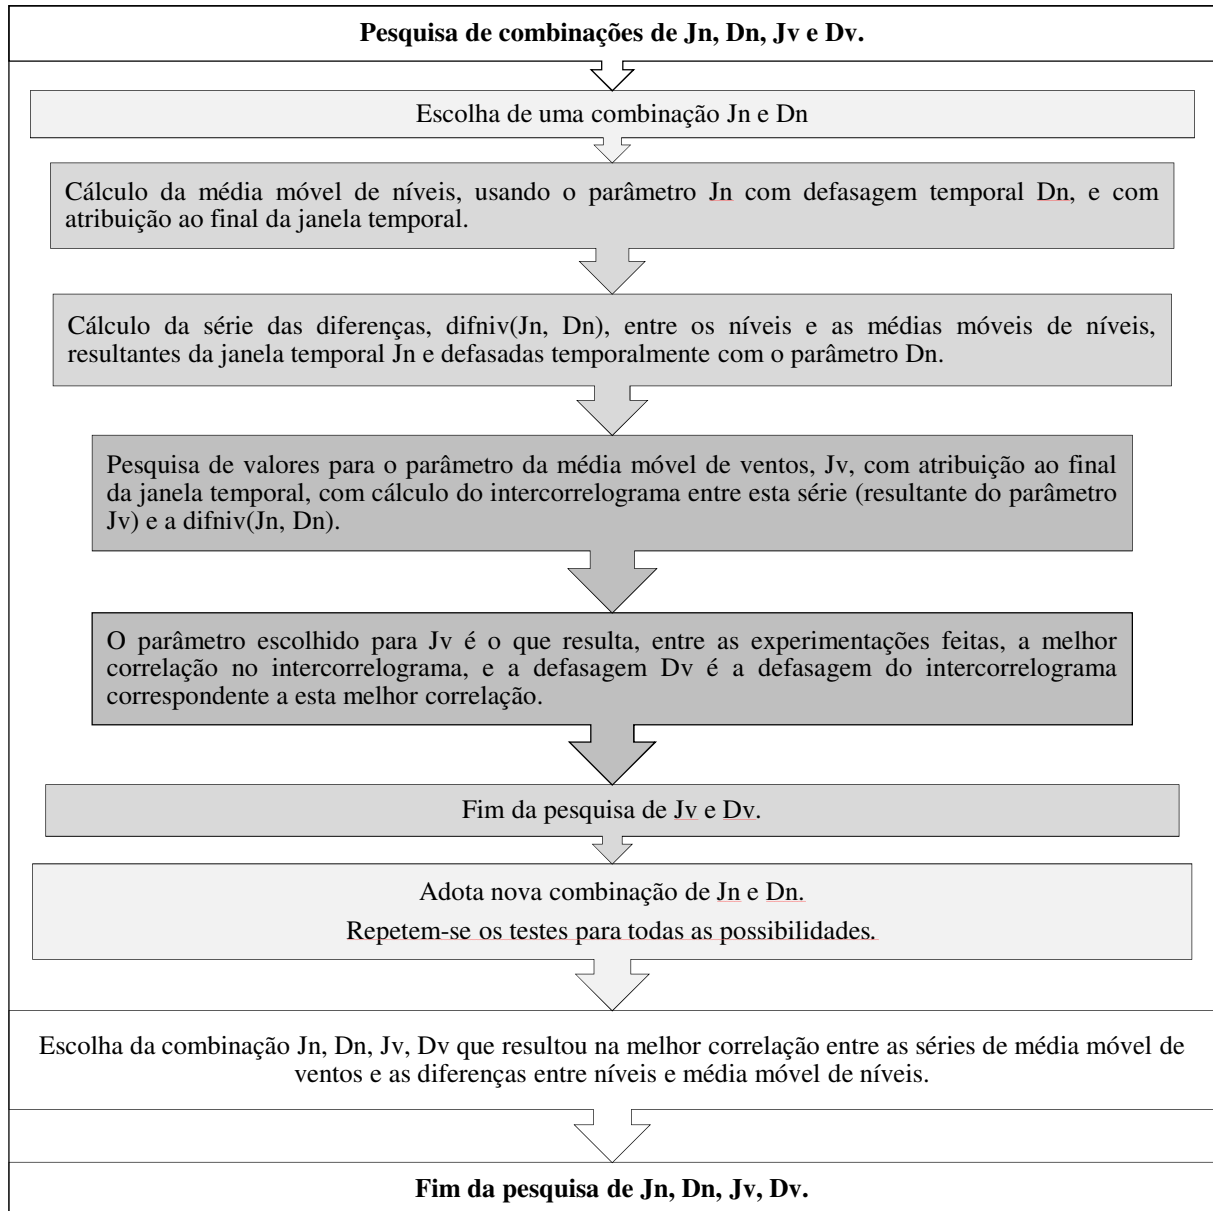 Pesquisa de combinações de Jn, Dn, Jv e Dv.
Escolha de uma combinação Jn e Dn
Cálculo da média móvel de níveis, usando o parâmetro Jn com defasagem temporal Dn, e com
atribuição ao final da janela temporal.
Cálculo da série das diferenças, difniv(Jn, Dn), entre os níveis e as médias móveis de níveis,
resultantes da janela temporal Jn e defasadas temporalmente com o parâmetro Dn.
Pesquisa de valores para o parâmetro da média móvel de ventos, Jv, com atribuição ao final
da janela temporal, com cálculo do intercorrelograma entre esta série (resultante do parâmetro
Jv) e a difniv(Jn, Dn).
O parâmetro escolhido para Jv é o que resulta, entre as experimentações feitas, a melhor
correlação no intercorrelograma, e a defasagem Dv é a defasagem do intercorrelograma
correspondente a esta melhor correlação.
Fim da pesquisa de Jv e Dv.
Adota nova combinação de Jn e Dn.
Repetem-se os testes para todas as possibilidades.
Escolha da combinação Jn, Dn, Jv, Dv que resultou na melhor correlação entre as séries de média móvel de
ventos e as diferenças entre níveis e média móvel de níveis.
Fim da pesquisa de Jn, Dn, Jv, Dv.